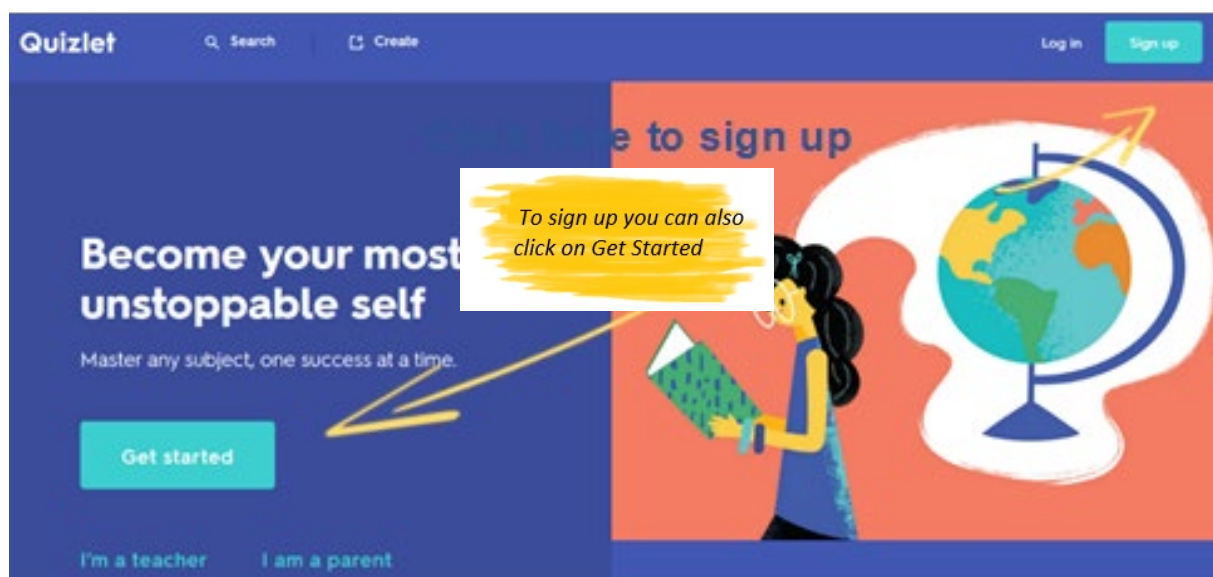 Quizlet Search Create Log in Sign up
e to sign up
To sign up you can also
click on Get Started
Become your most
unstoppable self
Master any subject, one success at a time.
Get started
I'm a teacher I am a parent